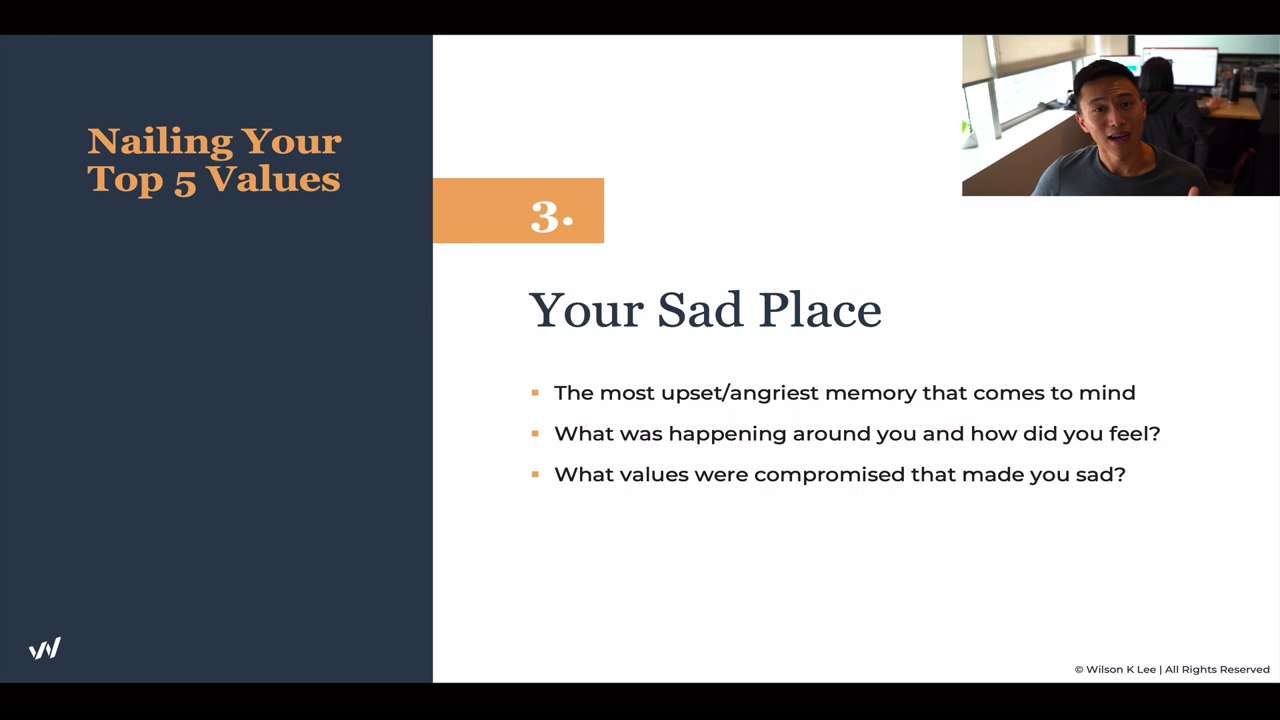 Nailing Your
Top 5 Values
3.
Your Sad Place
▪ The most upset/angriest memory that comes to mind
▪ What was happening around you and how did you feel?
▪ What values were compromised that made you sad?
© Wilson K Lee | All Rights Reserved